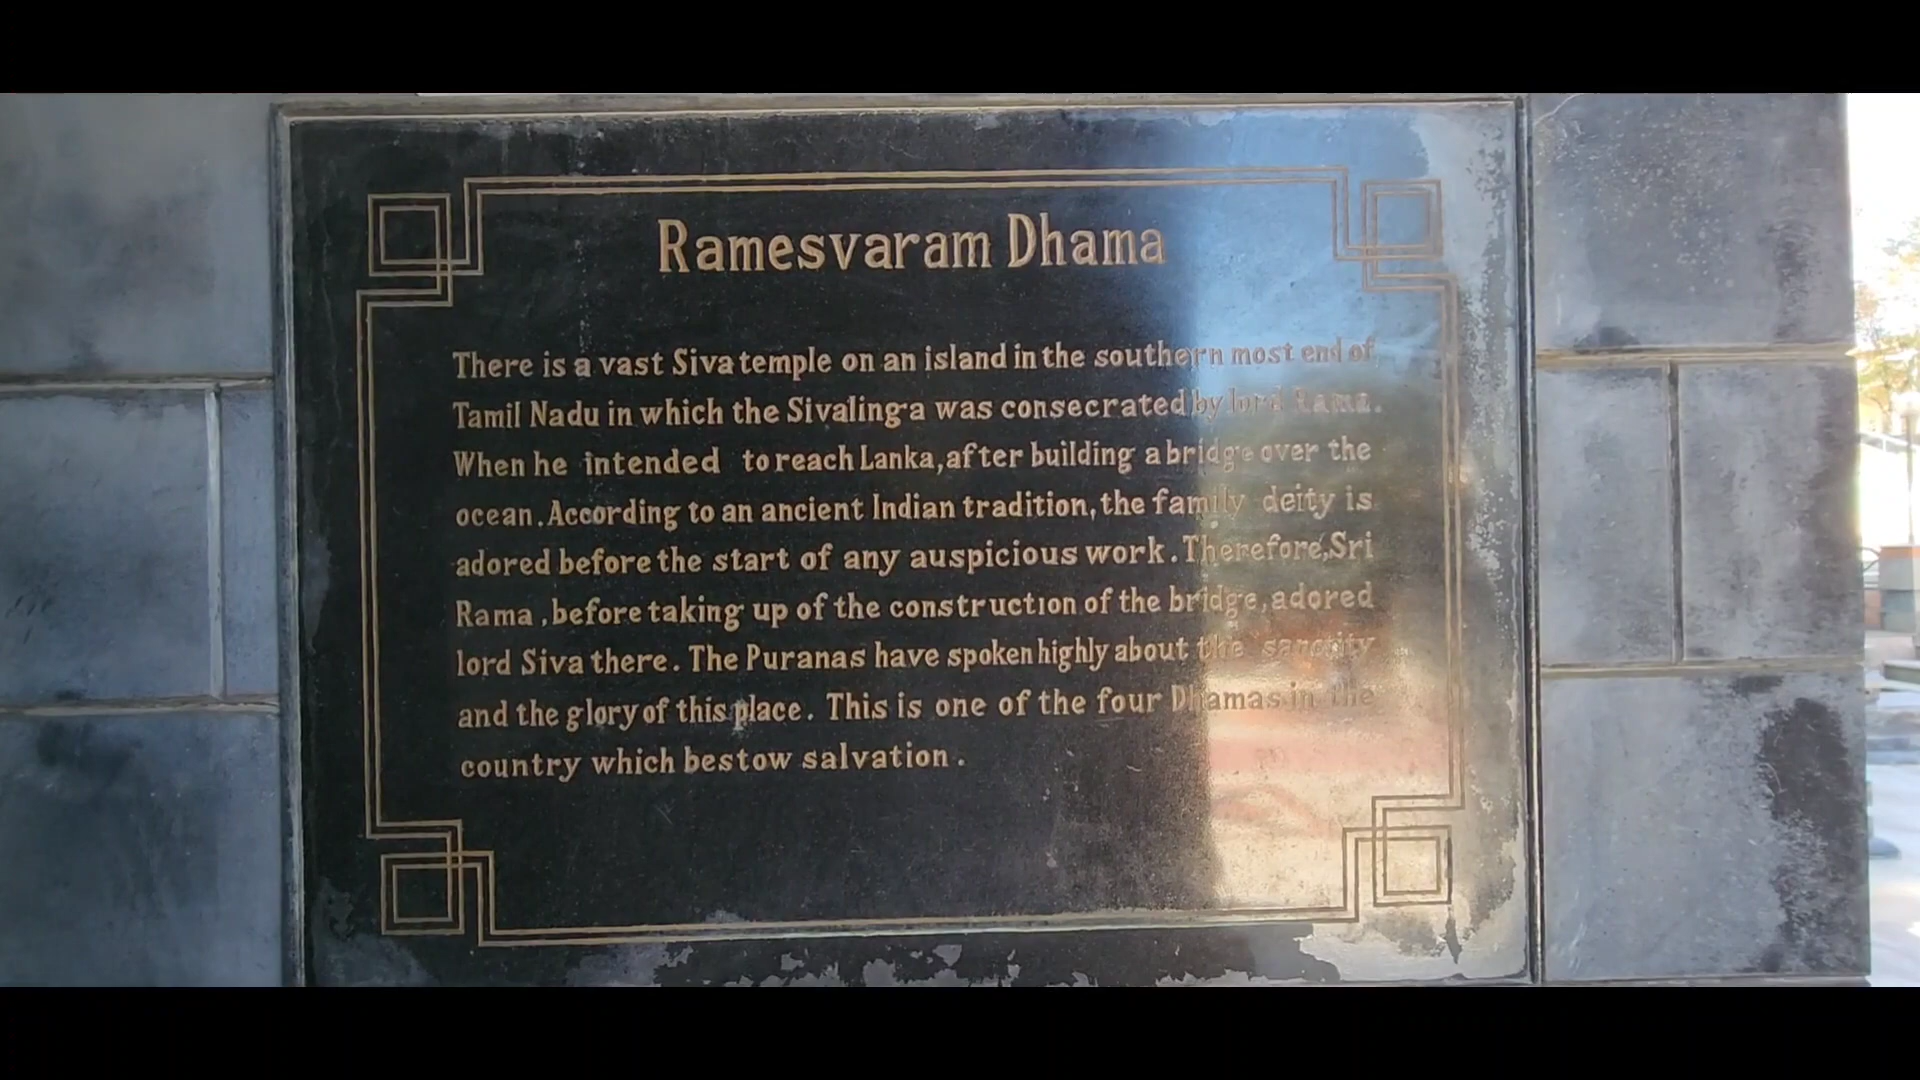 Ramesvaram Dhama
There is a vast Siva temple on an island in the southern most end of
Tamil Nadu in which the Sivalinga was consecrated by lord Rama.
When he intended to reach Lanka, after building a bridge over the
ocean. According to an ancient Indian tradition, the family deity is
adored before the start of any auspicious work. Therefore, Sri
Rama , before taking up of the construction of the bridge, adored
lord Siva there. The Puranas have spoken highly about the sanctity
and the glory of this place. This is one of the four Dhamas in the
country which bestow salvation .